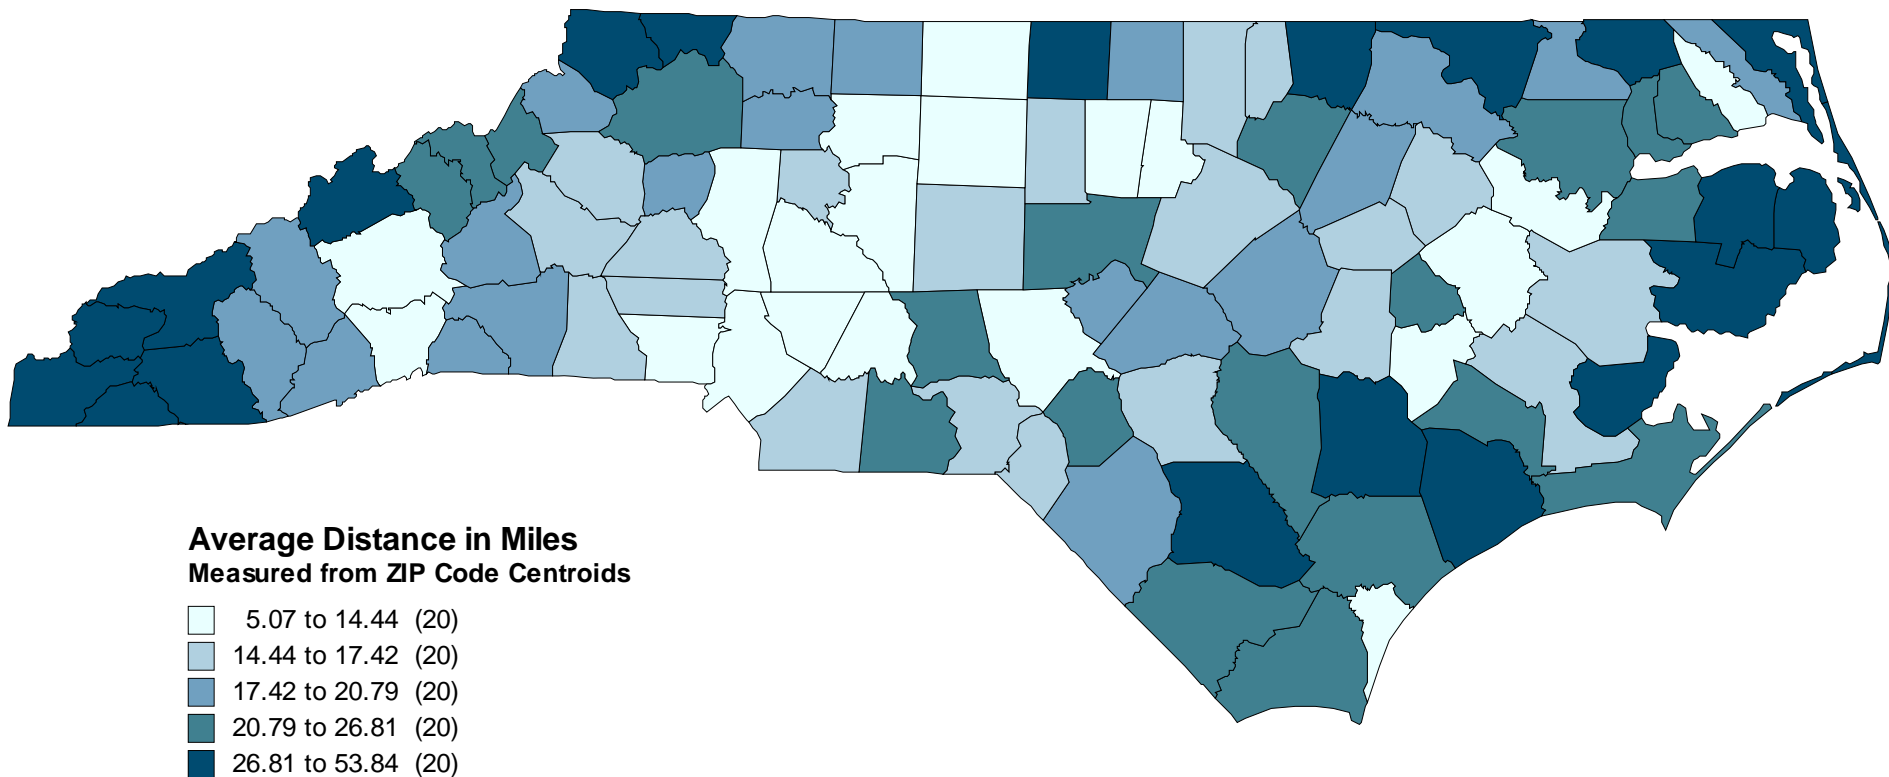 Average Distance in Miles
Measured from ZIP Code Centroids
5.07 to 14.44 (20)
14.44 to 17.42 (20)
17.42 to 20.79 (20)
20.79 to 26.81 (20)
26.81 to 53.84 (20)